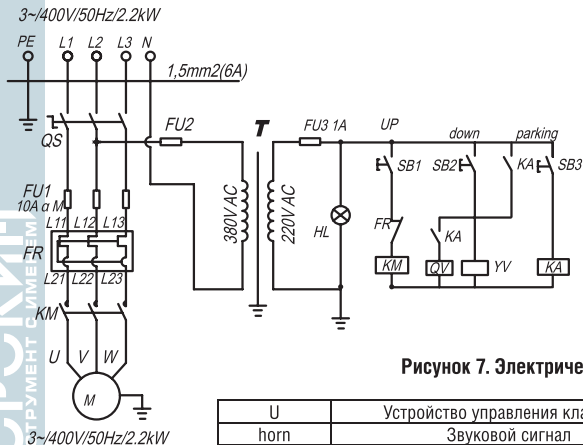 3~/400V/50Hz/2.2kW
PE L1 L2 L3 N
1,5mm2(6A)
QS
FU2
T
FU3 1A
UP
down
parking
SB1
SB2
KA
SB3
FU1
10A aM
380V AC
220V AC
HL
L11 L12 L13
FR
L21 L22 L23
FR
KA
KM
QV
YV
KA
KM
U V W
M
3~/400V/50Hz/2.2kW
ИНСТРУМЕНТ С ИМЕНЕМ
Рисунок 7. Электриче
U Устройство управления кла
horn Звуковой сигнал